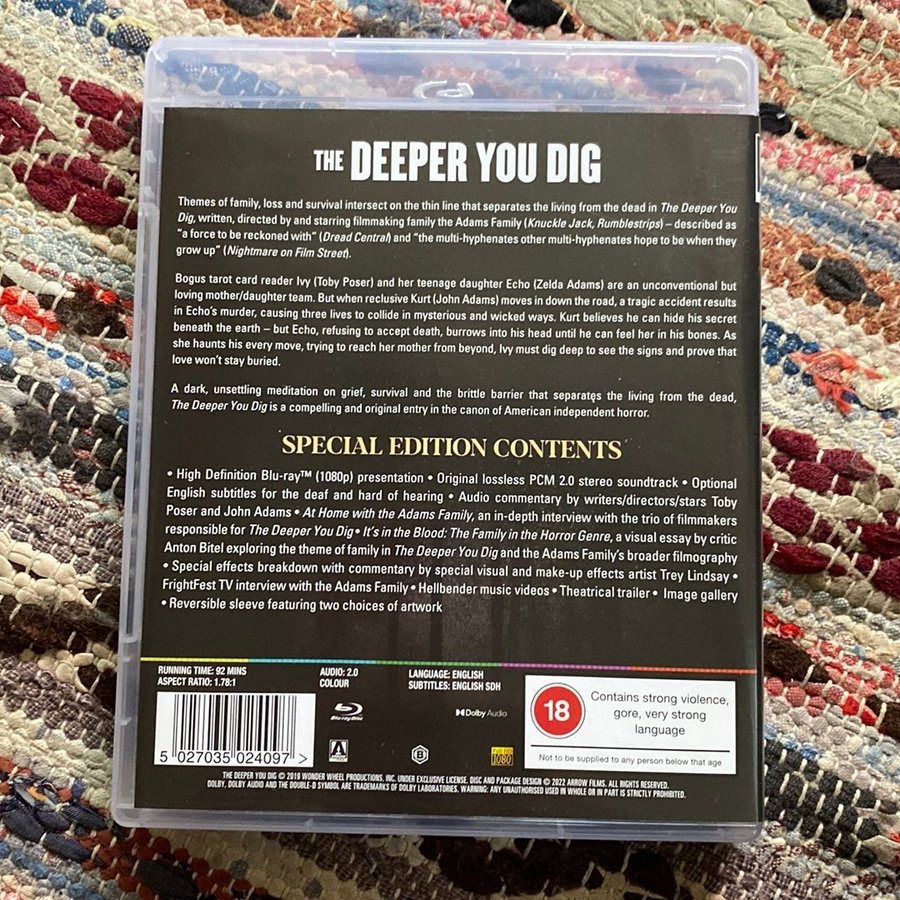 THE DEEPER YOU DIG
Themes of family, loss and survival intersect on the thin line that separates the living from the dead in The Deeper You
Dig, written, directed by and starring filmmaking family the Adams Family (Knuckle Jack, Rumblestrips) – described as
"a force to be reckoned with" (Dread Central) and "the multi-hyphenates other multi-hyphenates hope to be when they
grow up" (Nightmare on Film Street).
Bogus tarot card reader Ivy (Toby Poser) and her teenage daughter Echo (Zelda Adams) are an unconventional but
loving mother/daughter team. But when reclusive Kurt (John Adams) moves in down the road, a tragic accident results
in Echo's murder, causing three lives to collide in mysterious and wicked ways. Kurt believes he can hide his secret
beneath the earth – but Echo, refusing to accept death, burrows into his head until he can feel her in his bones. As
she haunts his every move, trying to reach her mother from beyond, Ivy must dig deep to see the signs and prove that
love won't stay buried.
A dark, unsettling meditation on grief, survival and the brittle barrier that separates the living from the dead,
The Deeper You Dig is a compelling and original entry in the canon of American independent horror.
SPECIAL EDITION CONTENTS
• High Definition Blu-ray™ (1080p) presentation • Original lossless PCM 2.0 stereo soundtrack • Optional
English subtitles for the deaf and hard of hearing • Audio commentary by writers/directors/stars Toby
Poser and John Adams • At Home with the Adams Family, an in-depth interview with the trio of filmmakers
responsible for The Deeper You Dig • It's in the Blood: The Family in the Horror Genre, a visual essay by critic
Anton Bitel exploring the theme of family in The Deeper You Dig and the Adams Family's broader filmography
• Special effects breakdown with commentary by special visual and make-up effects artist Trey Lindsay •
FrightFest TV interview with the Adams Family • Hellbender music videos • Theatrical trailer • Image gallery
• Reversible sleeve featuring two choices of artwork
RUNNING TIME: 92 MINS
ASPECT RATIO: 1.78:1
AUDIO: 2.0
COLOUR
LANGUAGE: ENGLISH
SUBTITLES: ENGLISH SDH
Blu-ray Disc
Dolby Audio
ARROW
B
Full HD
1080
18
Contains strong violence,
gore, very strong
language
Not to be supplied to any person below that age
5 027035 024097 >
THE DEEPER YOU DIG © 2019 WONDER WHEEL PRODUCTIONS, INC. UNDER EXCLUSIVE LICENSE. DISC AND PACKAGE DESIGN © 2022 ARROW FILMS. ALL RIGHTS RESERVED.
DOLBY, DOLBY AUDIO AND THE DOUBLE-D SYMBOL ARE TRADEMARKS OF DOLBY LABORATORIES. WARNING: ANY UNAUTHORISED USED IN WHOLE OR IN PART IS STRICTLY PROHIBITED.